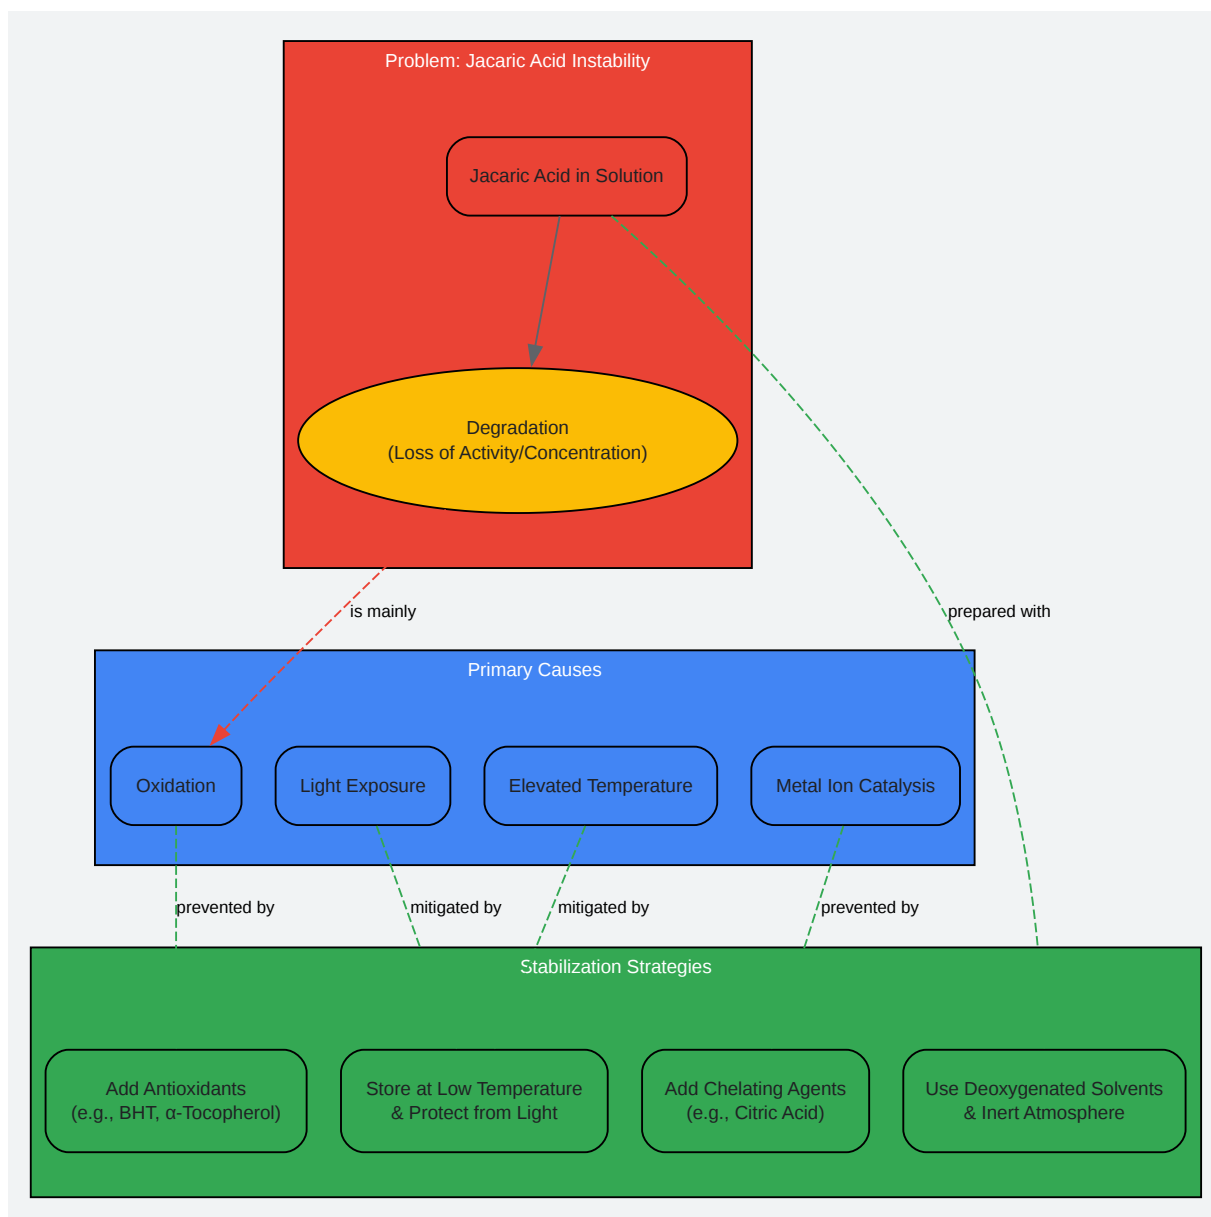 Problem: Jacaric Acid Instability
Jacaric Acid in Solution
Degradation
(Loss of Activity/Concentration)
is mainly
prepared with
Primary Causes
Oxidation
Light Exposure
Elevated Temperature
Metal Ion Catalysis
prevented by
mitigated by
mitigated by
prevented by
Stabilization Strategies
Add Antioxidants
(e.g., BHT, α-Tocopherol)
Store at Low Temperature
& Protect from Light
Add Chelating Agents
(e.g., Citric Acid)
Use Deoxygenated Solvents
& Inert Atmosphere